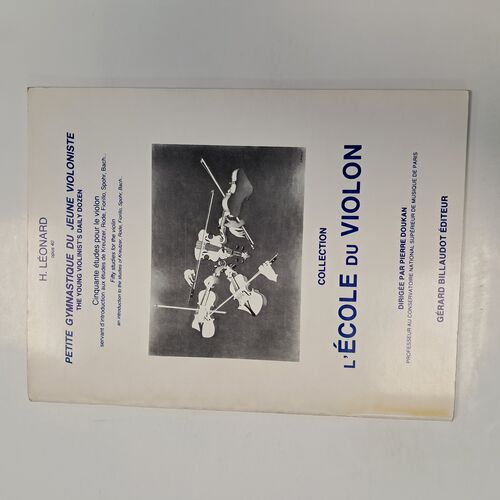 H. LÉONARD
opus 40
PETITE GYMNASTIQUE DU JEUNE VIOLONISTE
THE YOUNG VIOLINIST'S DAILY DOZEN
Cinquante études pour le violon
servant d'introduction aux études de Kreutzer, Rode, Fiorillo, Spohr, Bach..
Fifty studies for the violin
an introduction to the studies of Kreutzer, Rode, Fiorillo, Spohr, Bach..
COLLECTION
L'ÉCOLE DU VIOLON
DIRIGÉE PAR PIERRE DOUKAN
PROFESSEUR AU CONSERVATOIRE NATIONAL SUPÉRIEUR DE MUSIQUE DE PARIS
GÉRARD BILLAUDOT ÉDITEUR